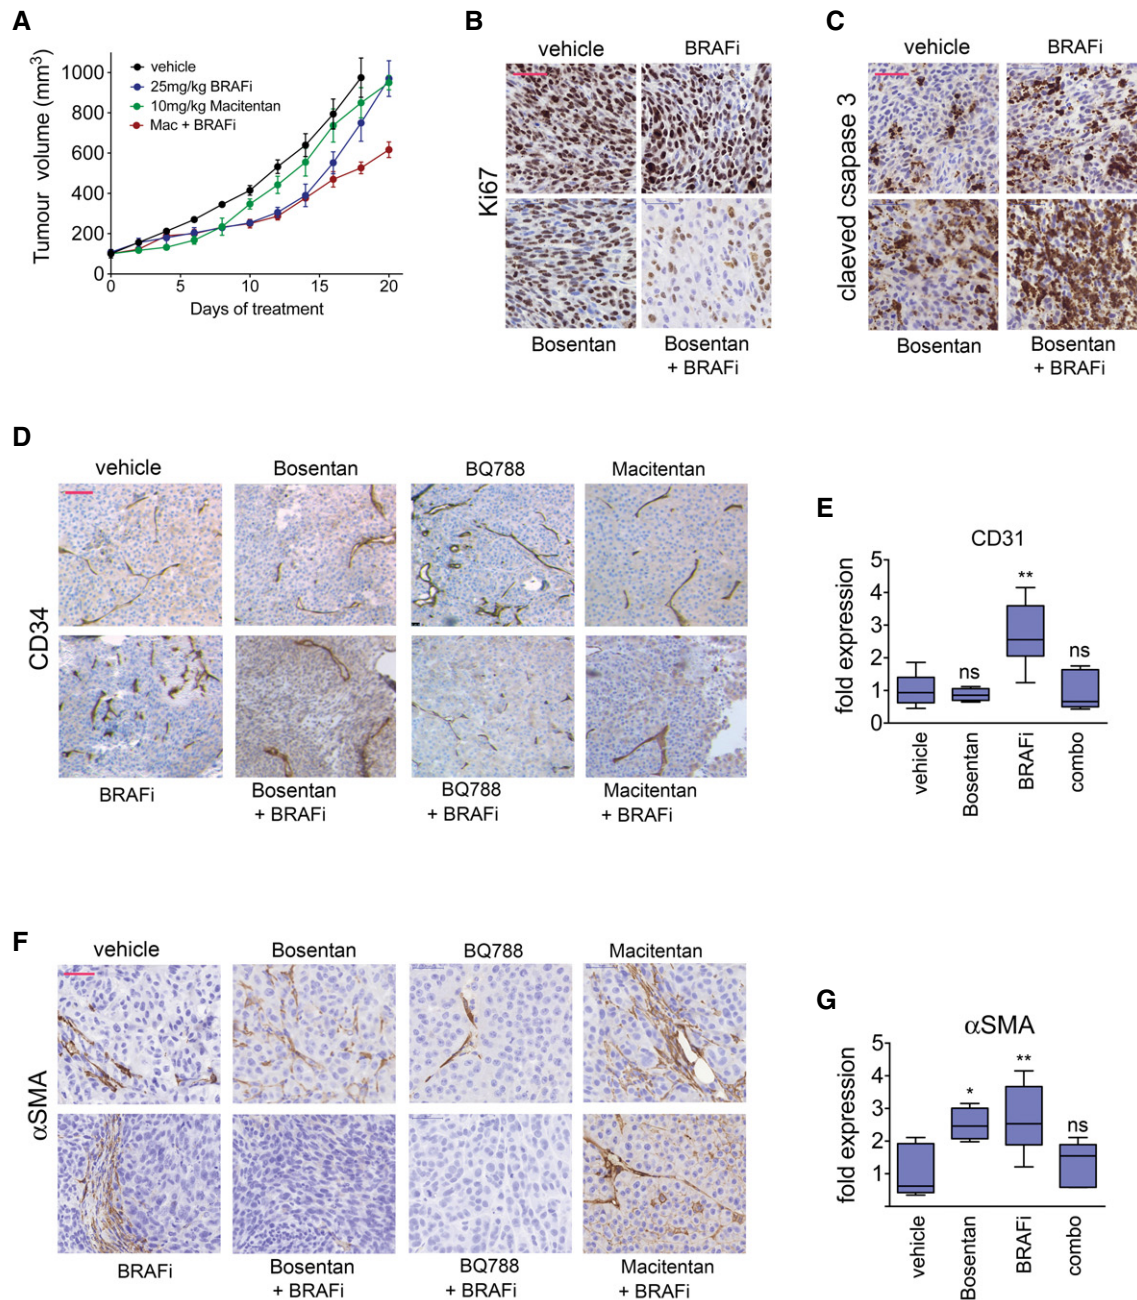 A
Tumour volume (mm³)
1000
800
600
400
200
0
vehicle
25mg/kg BRAFi
10mg/kg Macitentan
Mac + BRAFi
0 5 10 15 20
Days of treatment
B
vehicle BRAFi
Ki67
Bosentan Bosentan
+ BRAFi
C
vehicle BRAFi
claeved csapase 3
Bosentan Bosentan
+ BRAFi
D
vehicle Bosentan BQ788 Macitentan
CD34
BRAFi Bosentan BQ788 Macitentan
+ BRAFi + BRAFi + BRAFi
E
CD31
fold expression
5
4
3
2
1
0
ns ** ns
vehicle Bosentan BRAFi combo
F
vehicle Bosentan BQ788 Macitentan
αSMA
BRAFi Bosentan BQ788 Macitentan
+ BRAFi + BRAFi + BRAFi
G
αSMA
fold expression
5
4
3
2
1
* ** ns
vehicle Bosentan BRAFi combo